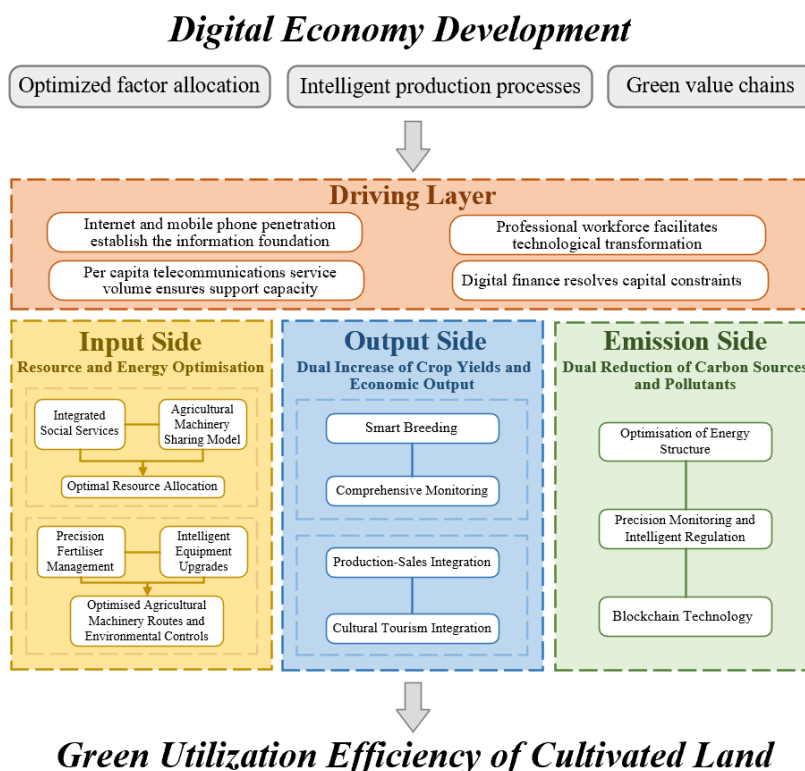 Digital Economy Development
Optimized factor allocation
Intelligent production processes
Green value chains
Driving Layer
Internet and mobile phone penetration
establish the information foundation
Professional workforce facilitates
technological transformation
Per capita telecommunications service
volume ensures support capacity
Digital finance resolves capital constraints
Input Side
Resource and Energy Optimisation
Integrated
Social Services
Agricultural
Machinery
Sharing Model
Optimal Resource Allocation
Precision
Fertiliser
Management
Intelligent
Equipment
Upgrades
Optimised Agricultural
Machinery Routes and
Environmental Controls
Output Side
Dual Increase of Crop Yields and
Economic Output
Smart Breeding
Comprehensive Monitoring
Production-Sales Integration
Cultural Tourism Integration
Emission Side
Dual Reduction of Carbon Sources
and Pollutants
Optimisation of Energy
Structure
Precision Monitoring and
Intelligent Regulation
Blockchain Technology
Green Utilization Efficiency of Cultivated Land